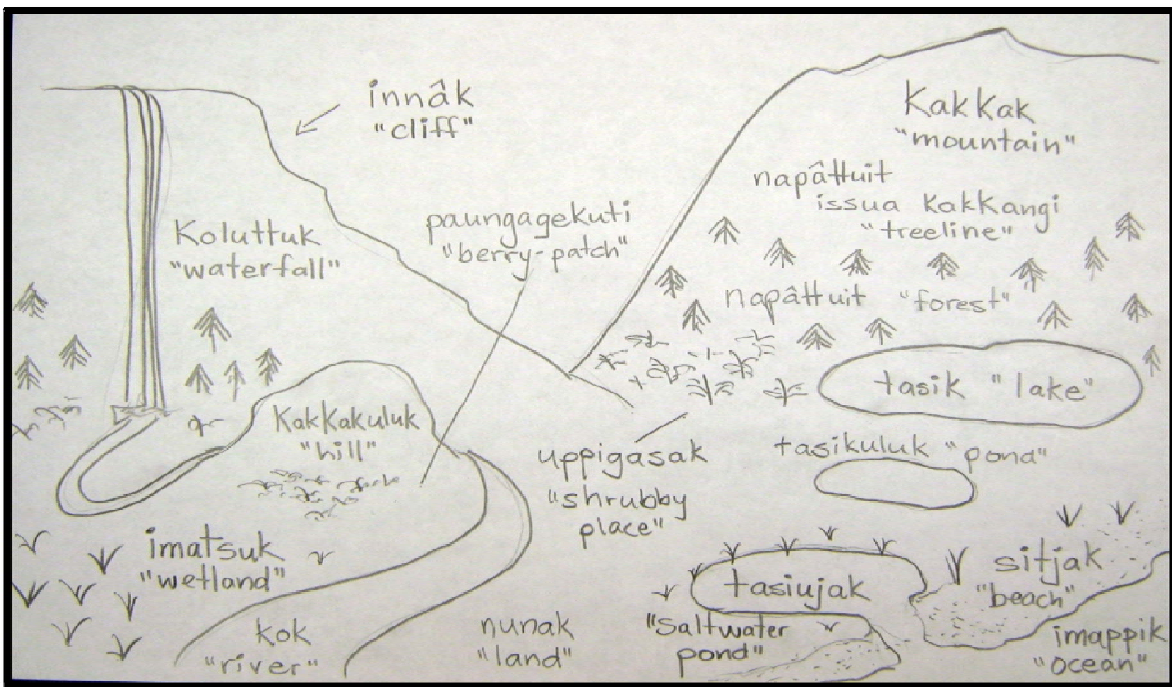 innâk
"cliff"
KakKak
"mountain"
napâttuit
issua KakKangi
"treeline"
paungagekuti
"berry-patch"
Koluttuk
"waterfall"
napâttuit "forest"
tasik "lake"
KakKakuluk
"hill"
tasikuluk "pond"
uppigasak
"shrubby
place"
imatsuk
"wetland"
sitjak
"beach"
tasiujak
"saltwater
pond"
kok
"river"
nunak
"land"
imappik
"ocean"